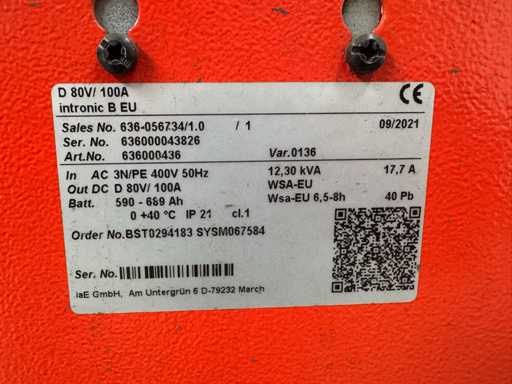 D 80V/ 100A
intronic B EU
CE
Sales No. 636-056734/1.0 / 1 09/2021
Ser. No. 636000043826
Art.No. 636000436 Var.0136
In AC 3N/PE 400V 50Hz 12,30 kVA 17,7 A
Out DC D 80V/ 100A WSA-EU
Batt. 590 - 689 Ah Wsa-EU 6,5-8h 40 Pb
0 +40 °C IP 21 cl.1
Order No.BST0294183 SYSM067584
Ser. No.
iaE GmbH, Am Untergrün 6 D-79232 March